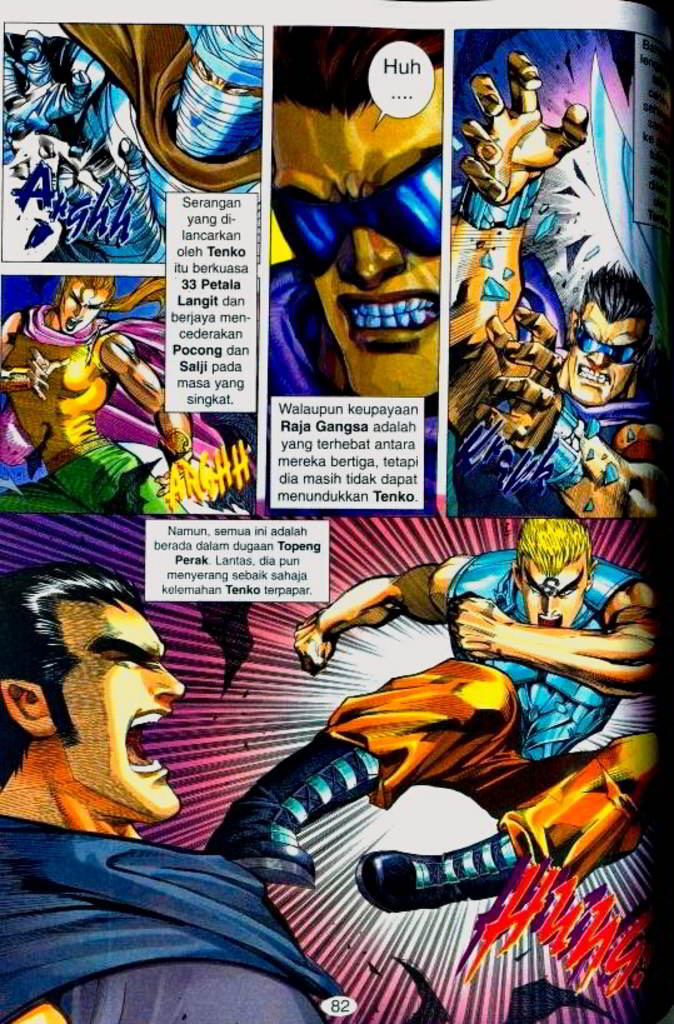 Arghh
Serangan
yang di-
lancarkan
oleh Tenko
itu berkuasa
33 Petala
Langit dan
berjaya men-
cederakan
Pocong dan
Salji pada
masa yang
singkat.
ARGHH
Huh
....
Walaupun keupayaan
Raja Gangsa adalah
yang terhebat antara
mereka bertiga, tetapi
dia masih tidak dapat
menundukkan Tenko.
Namun, semua ini adalah
berada dalam dugaan Topeng
Perak. Lantas, dia pun
menyerang sebaik sahaja
kelemahan Tenko terpapar.
82